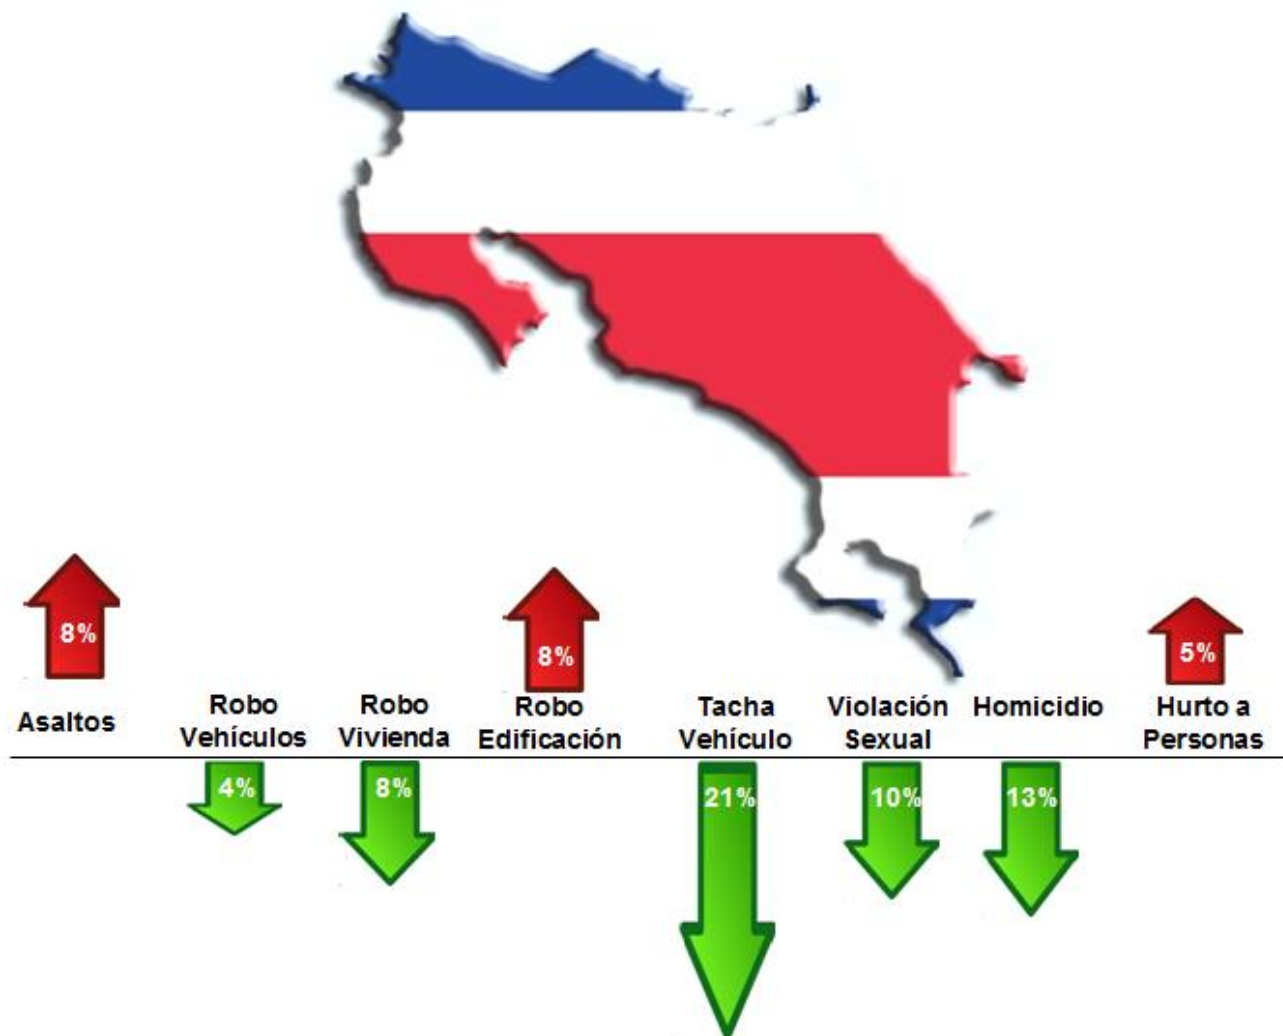 8%
8%
5%
Asaltos
Robo
Vehículos
Robo
Vivienda
Robo
Edificación
Tacha
Vehículo
Violación
Sexual
Homicidio
Hurto a
Personas
4%
8%
21%
10%
13%